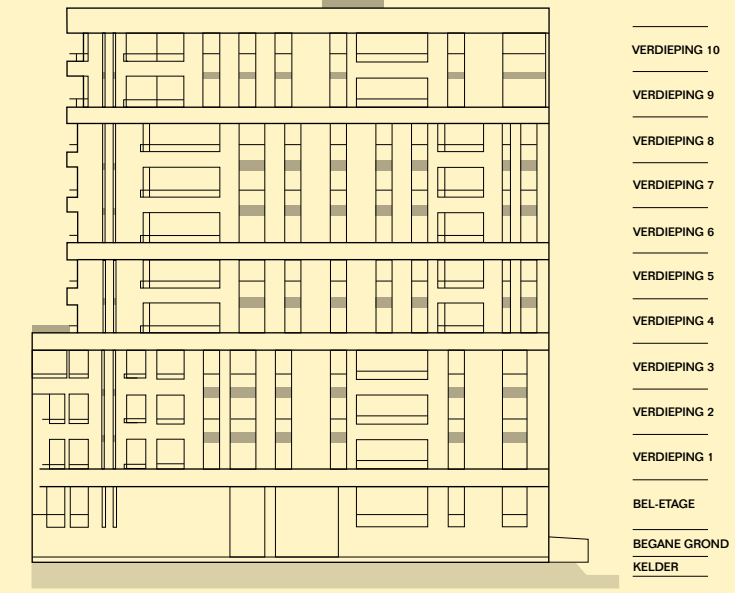 VERDIEPING 10
VERDIEPING 9
VERDIEPING 8
VERDIEPING 7
VERDIEPING 6
VERDIEPING 5
VERDIEPING 4
VERDIEPING 3
VERDIEPING 2
VERDIEPING 1
BEL-ETAGE
BEGANE GROND
KELDER